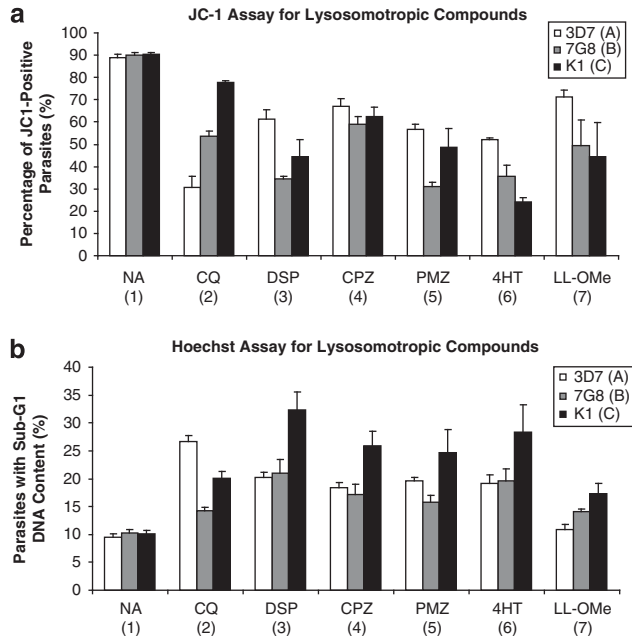 a
JC-1 Assay for Lysosomotropic Compounds
3D7 (A)
7G8 (B)
K1 (C)
Percentage of JC1-Positive
Parasites (%)
100
90
80
70
60
50
40
30
20
10
0
NA CQ DSP CPZ PMZ 4HT LL-OMe
(1) (2) (3) (4) (5) (6) (7)
b
Hoechst Assay for Lysosomotropic Compounds
3D7 (A)
7G8 (B)
K1 (C)
Parasites with Sub-G1
DNA Content (%)
40
35
30
25
20
15
10
5
0
NA CQ DSP CPZ PMZ 4HT LL-OMe
(1) (2) (3) (4) (5) (6) (7)